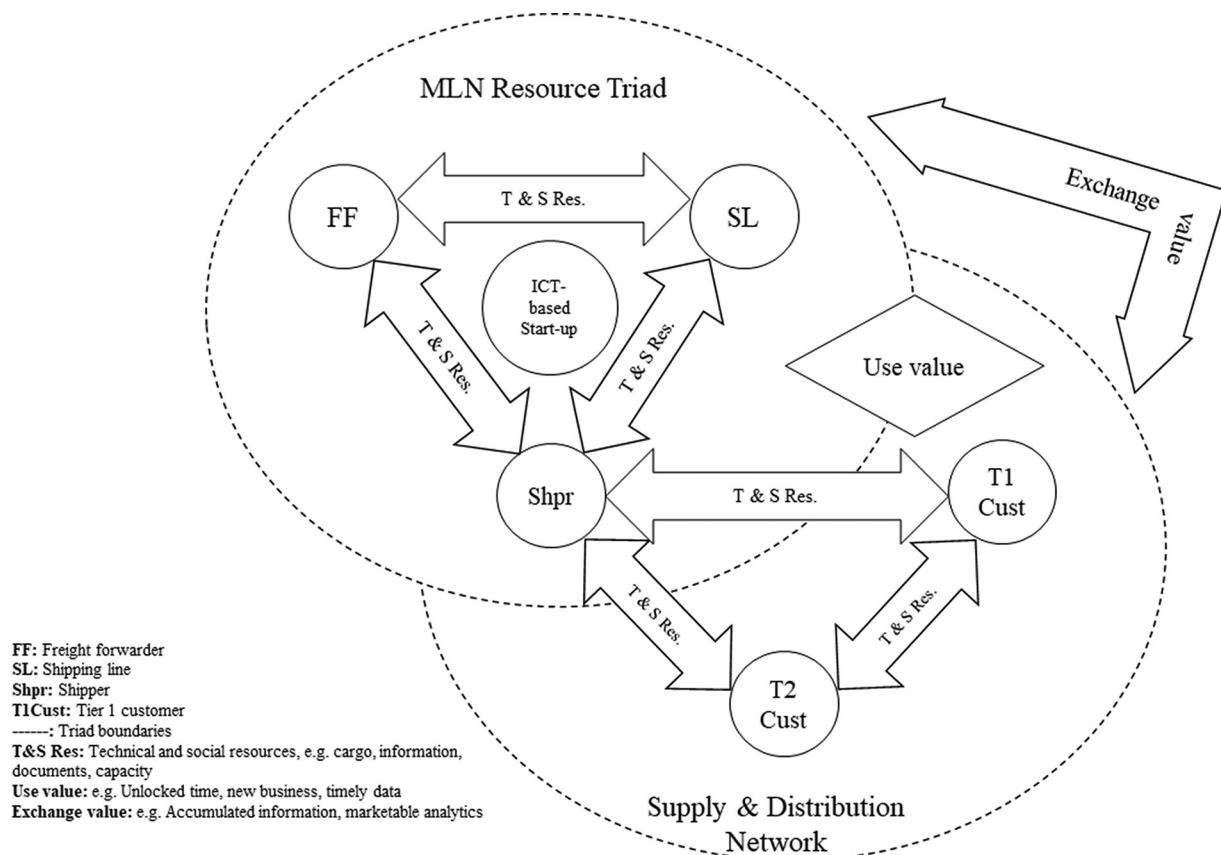 MLN Resource Triad
Exchange
value
FF
T & S Res.
SL
ICT-
based
Start-up
T & S Res.
T & S Res.
Use value
Shpr
T & S Res.
T1
Cust
T & S Res.
T & S Res.
T2
Cust
Supply & Distribution
Network
FF: Freight forwarder
SL: Shipping line
Shpr: Shipper
T1Cust: Tier 1 customer
------: Triad boundaries
T&S Res: Technical and social resources, e.g. cargo, information,
documents, capacity
Use value: e.g. Unlocked time, new business, timely data
Exchange value: e.g. Accumulated information, marketable analytics